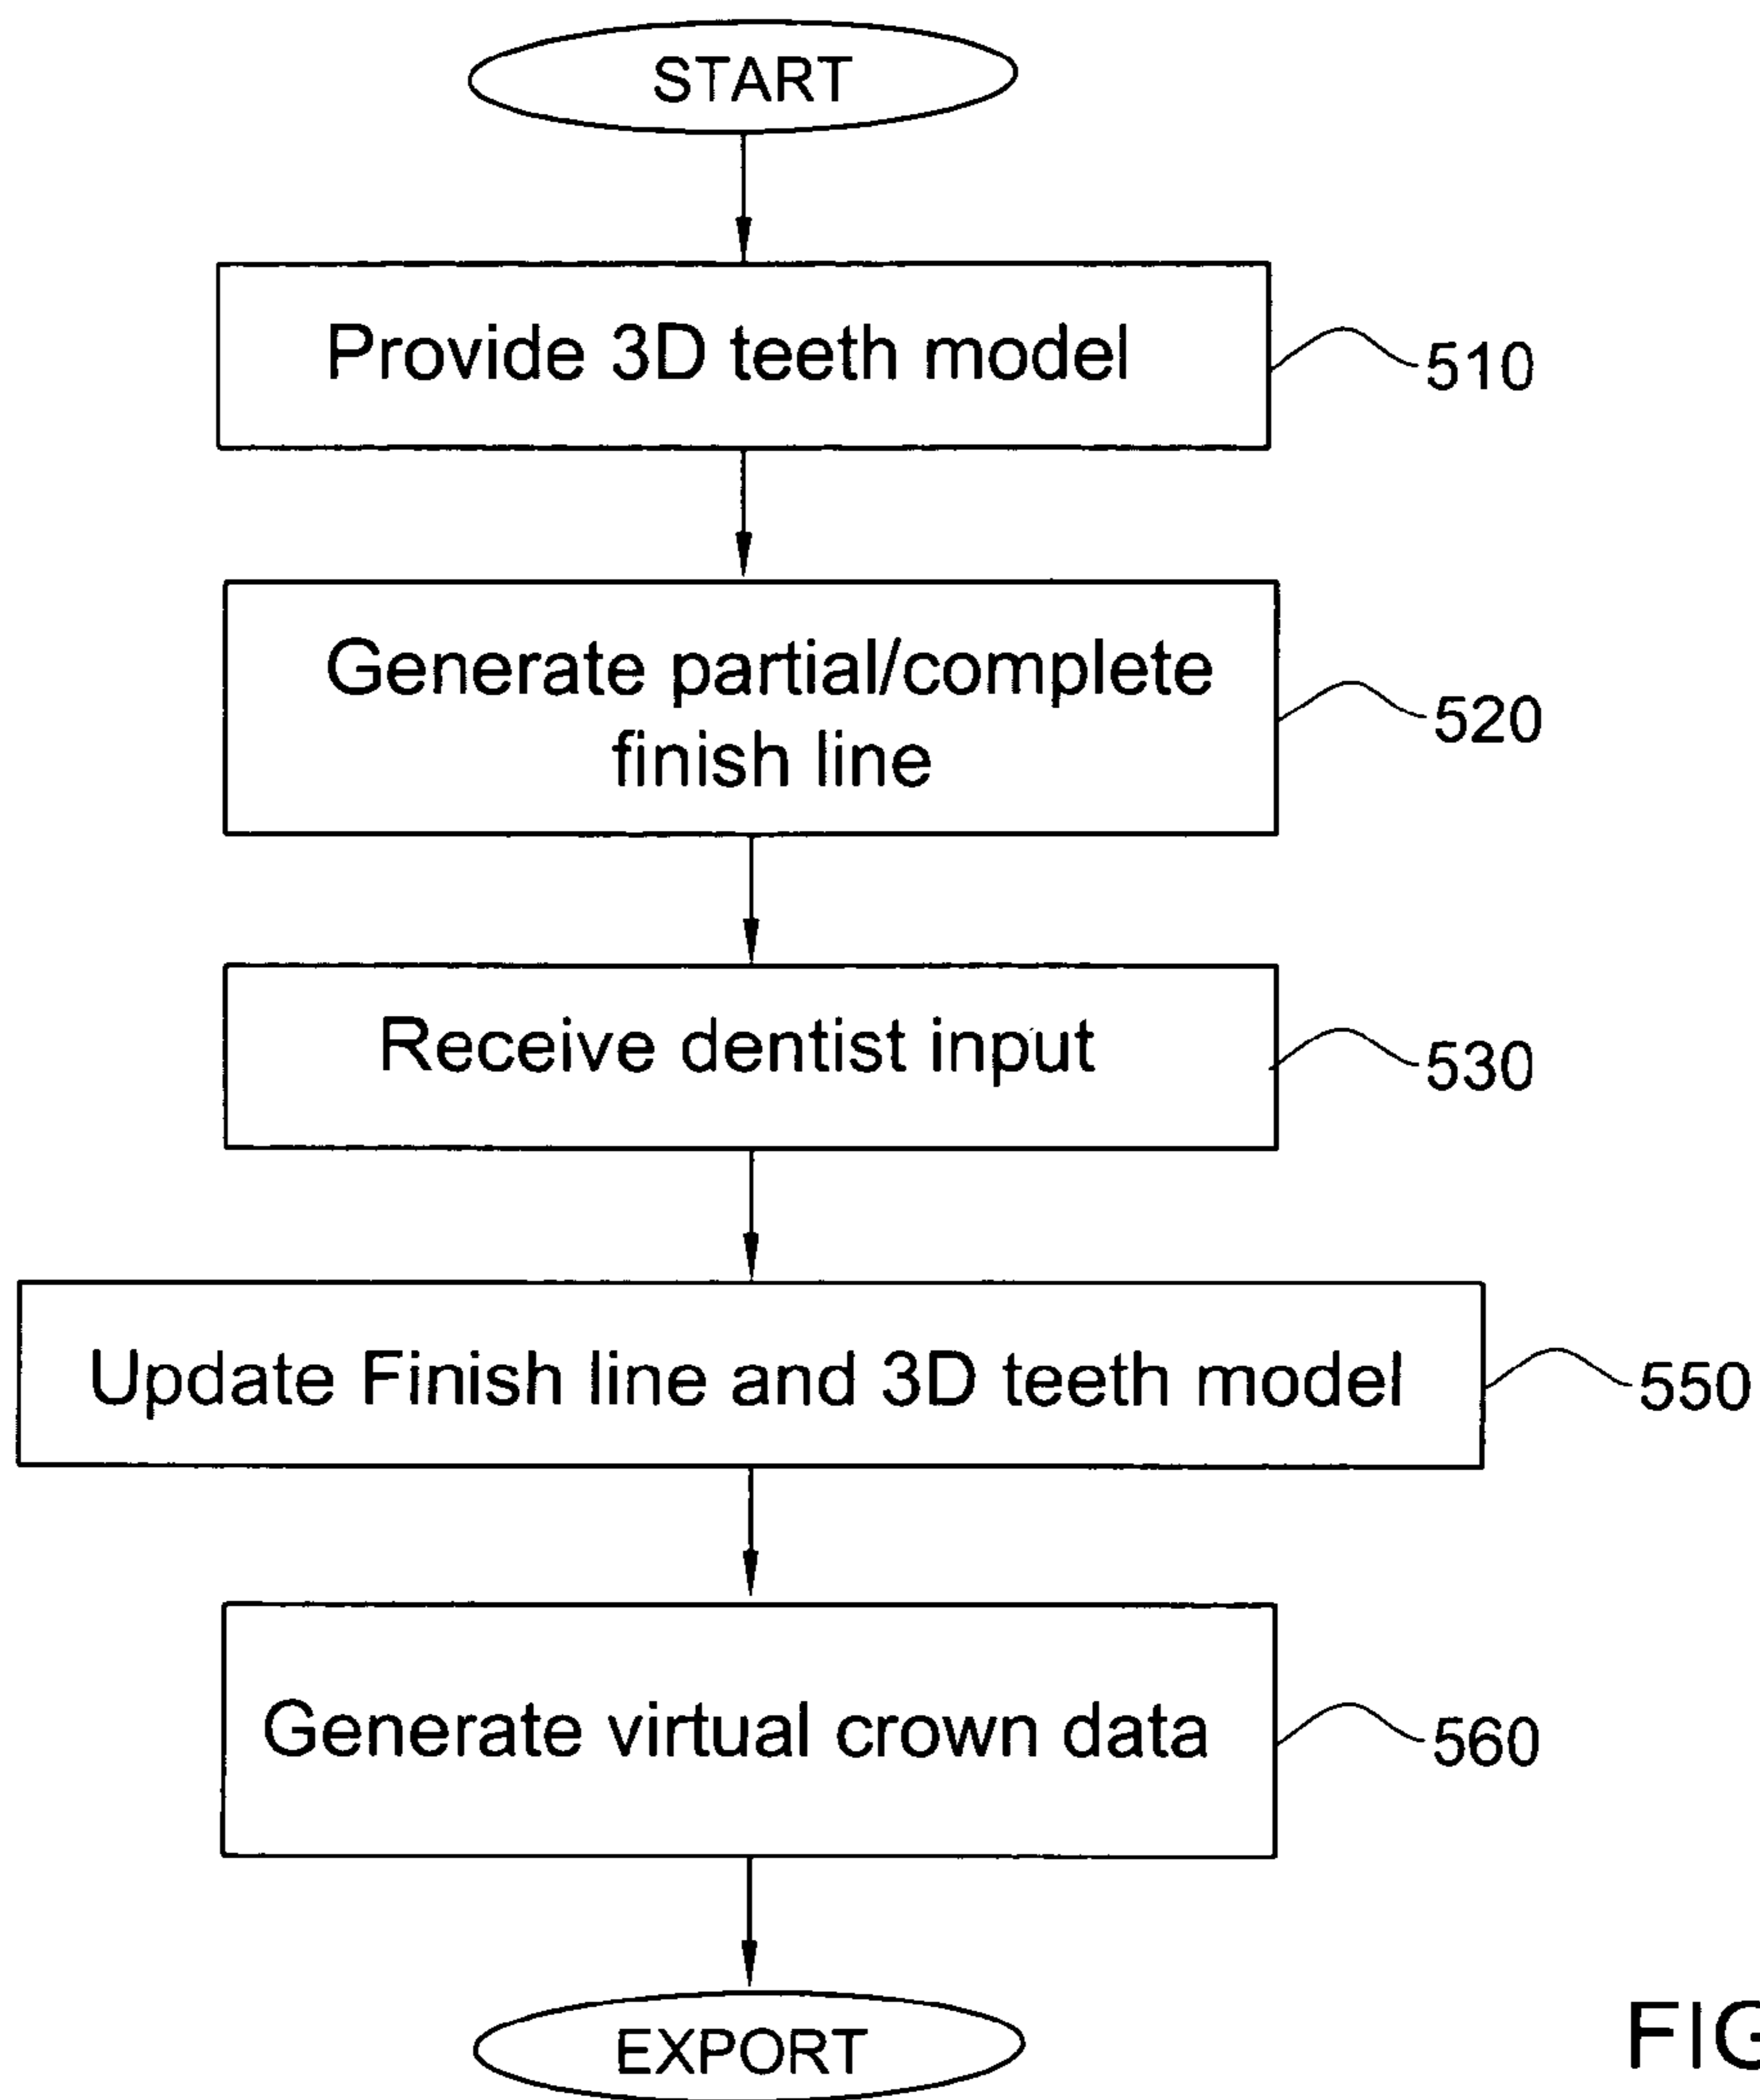 START
Provide 3D teeth model
510
Generate partial/complete
finish line
520
Receive dentist input
530
Update Finish line and 3D teeth model
550
Generate virtual crown data
560
EXPORT
FIG